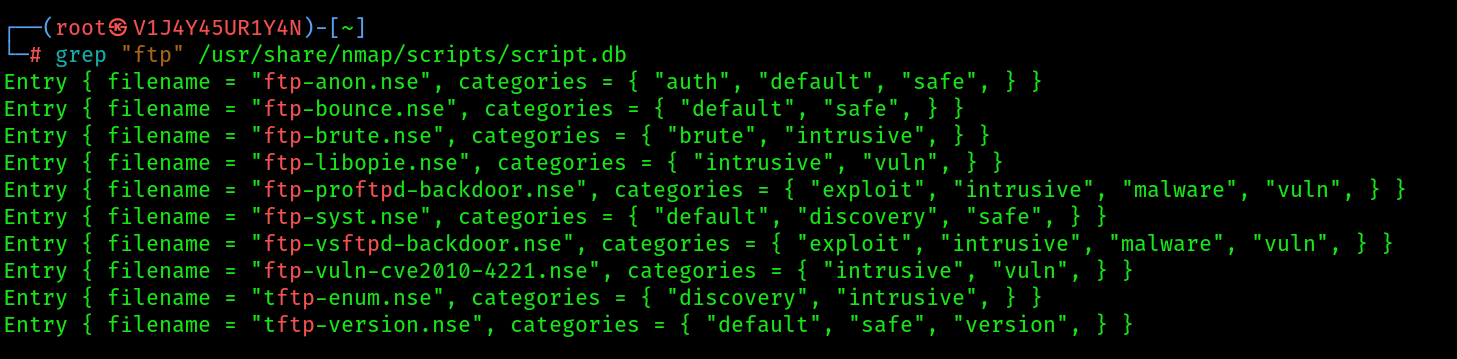 ┌──(root㉿V1J4Y45UR1Y4N)-[~]
└─# grep "ftp" /usr/share/nmap/scripts/script.db
Entry { filename = "ftp-anon.nse", categories = { "auth", "default", "safe", } }
Entry { filename = "ftp-bounce.nse", categories = { "default", "safe", } }
Entry { filename = "ftp-brute.nse", categories = { "brute", "intrusive", } }
Entry { filename = "ftp-libopie.nse", categories = { "intrusive", "vuln", } }
Entry { filename = "ftp-proftpd-backdoor.nse", categories = { "exploit", "intrusive", "malware", "vuln", } }
Entry { filename = "ftp-syst.nse", categories = { "default", "discovery", "safe", } }
Entry { filename = "ftp-vsftpd-backdoor.nse", categories = { "exploit", "intrusive", "malware", "vuln", } }
Entry { filename = "ftp-vuln-cve2010-4221.nse", categories = { "intrusive", "vuln", } }
Entry { filename = "tftp-enum.nse", categories = { "discovery", "intrusive", } }
Entry { filename = "tftp-version.nse", categories = { "default", "safe", "version", } }